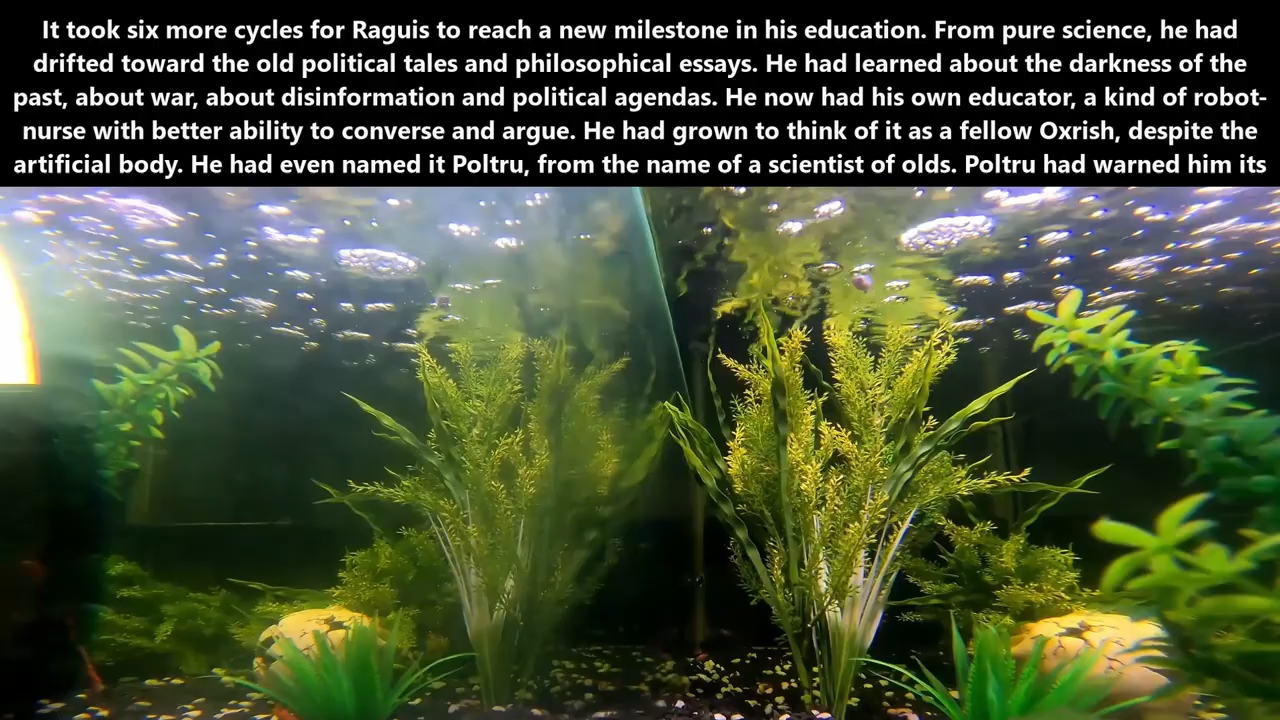 It took six more cycles for Raguis to reach a new milestone in his education. From pure science, he had
drifted toward the old political tales and philosophical essays. He had learned about the darkness of the
past, about war, about disinformation and political agendas. He now had his own educator, a kind of robot-
nurse with better ability to converse and argue. He had grown to think of it as a fellow Oxrish, despite the
artificial body. He had even named it Poltru, from the name of a scientist of olds. Poltru had warned him its